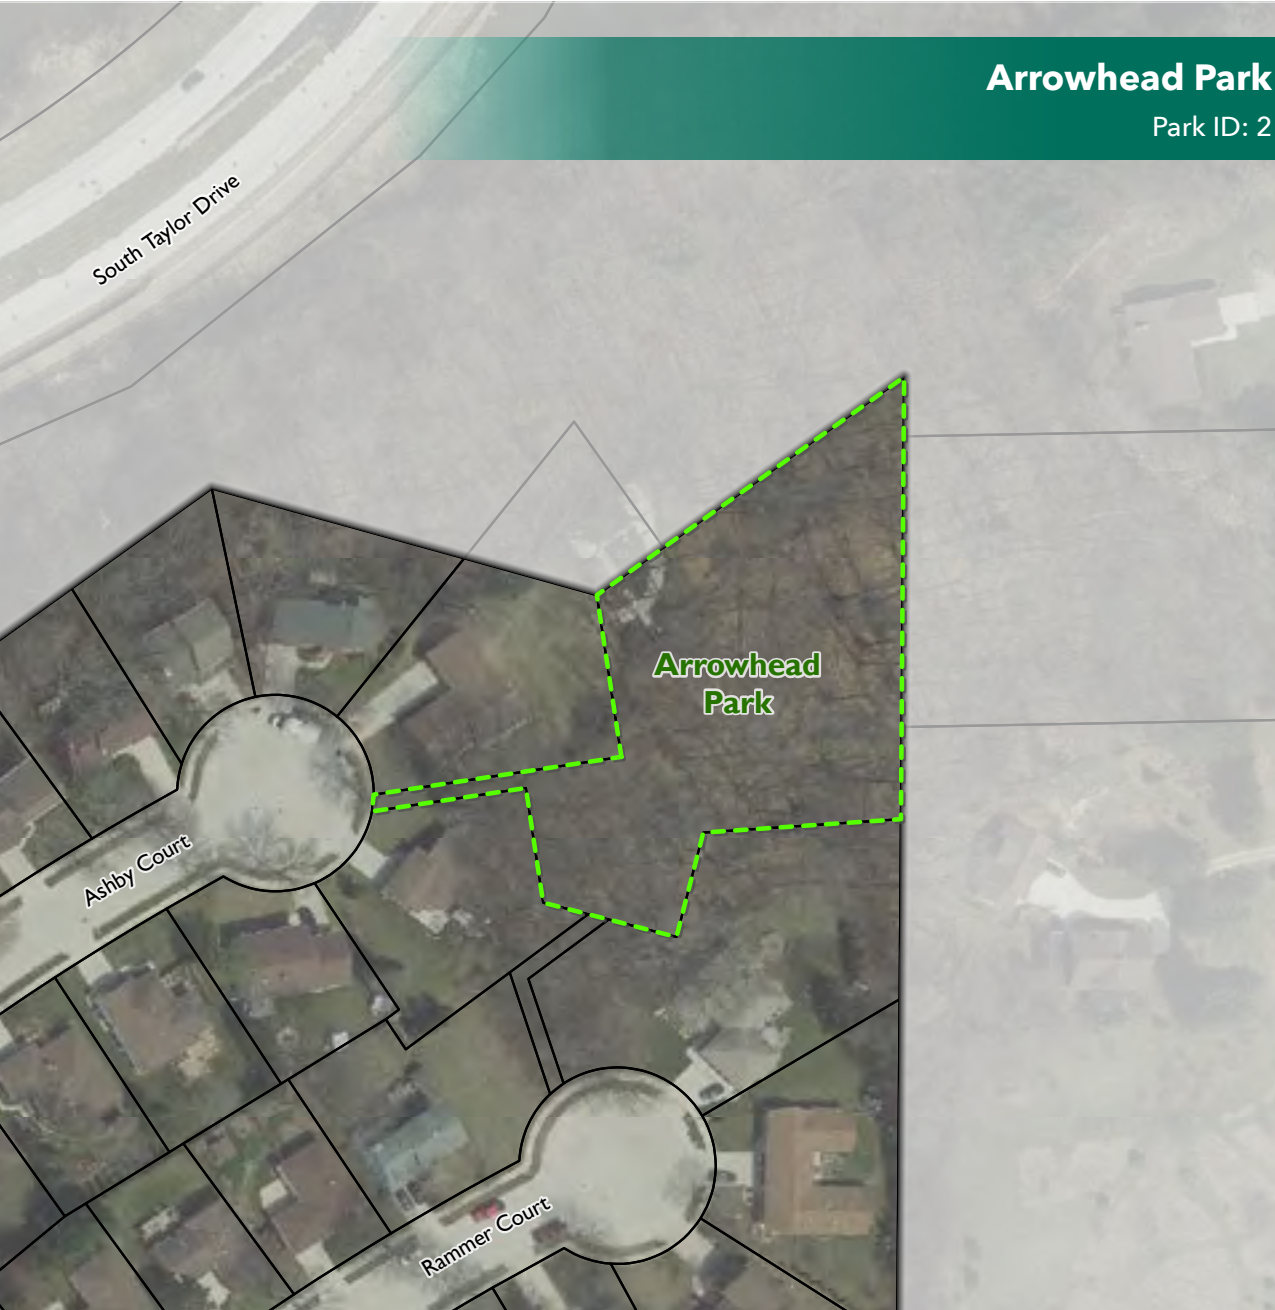 Arrowhead Park
Park ID: 2
South Taylor Drive
Arrowhead
Park
Ashby Court
Rammer Court